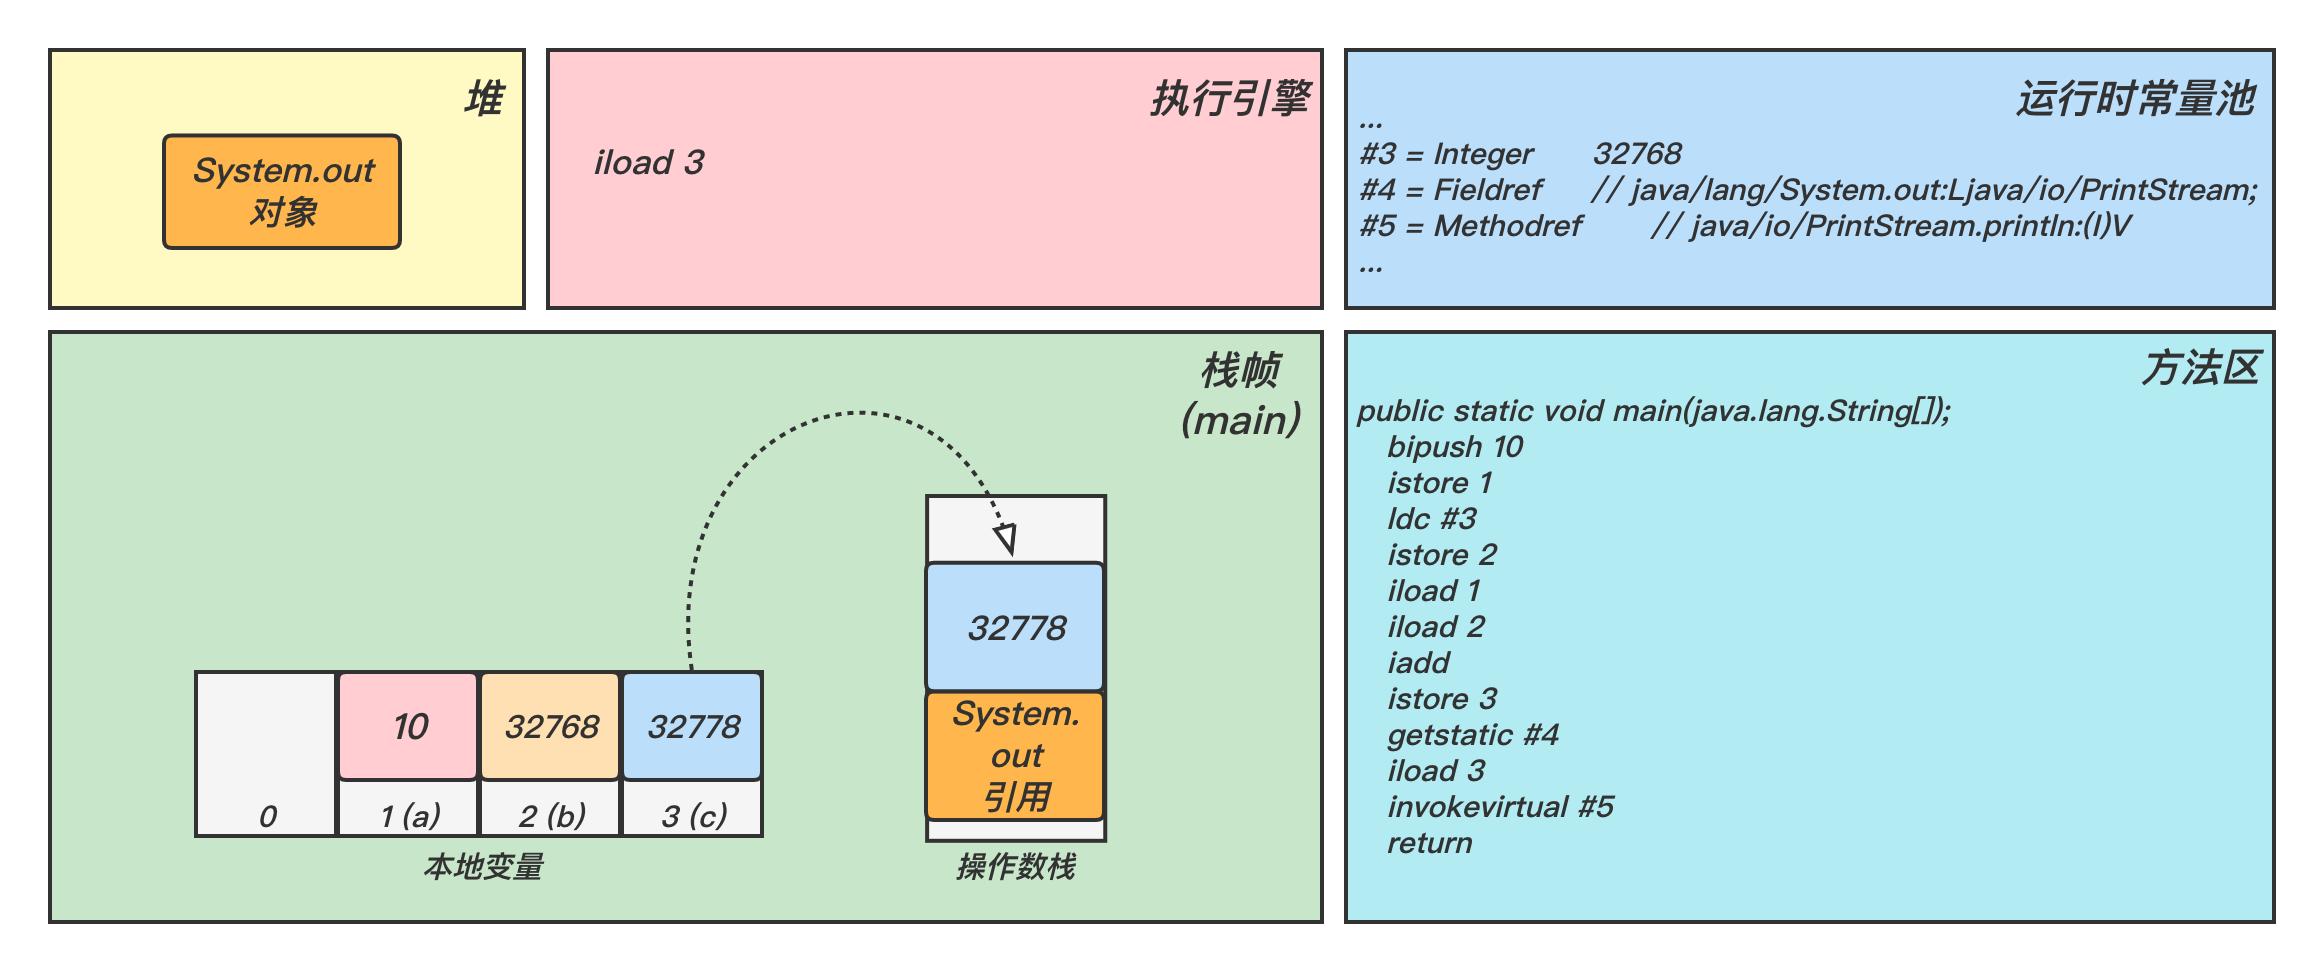 堆
System.out
对象
执行引擎
iload 3
运行时常量池
...
#3 = Integer 32768
#4 = Fieldref // java/lang/System.out:Ljava/io/PrintStream;
#5 = Methodref // java/io/PrintStream.println:(I)V
...
栈帧
(main)
10
32768
32778
0
1 (a)
2 (b)
3 (c)
本地变量
32778
System.
out
引用
操作数栈
方法区
public static void main(java.lang.String[]);
bipush 10
istore 1
ldc #3
istore 2
iload 1
iload 2
iadd
istore 3
getstatic #4
iload 3
invokevirtual #5
return